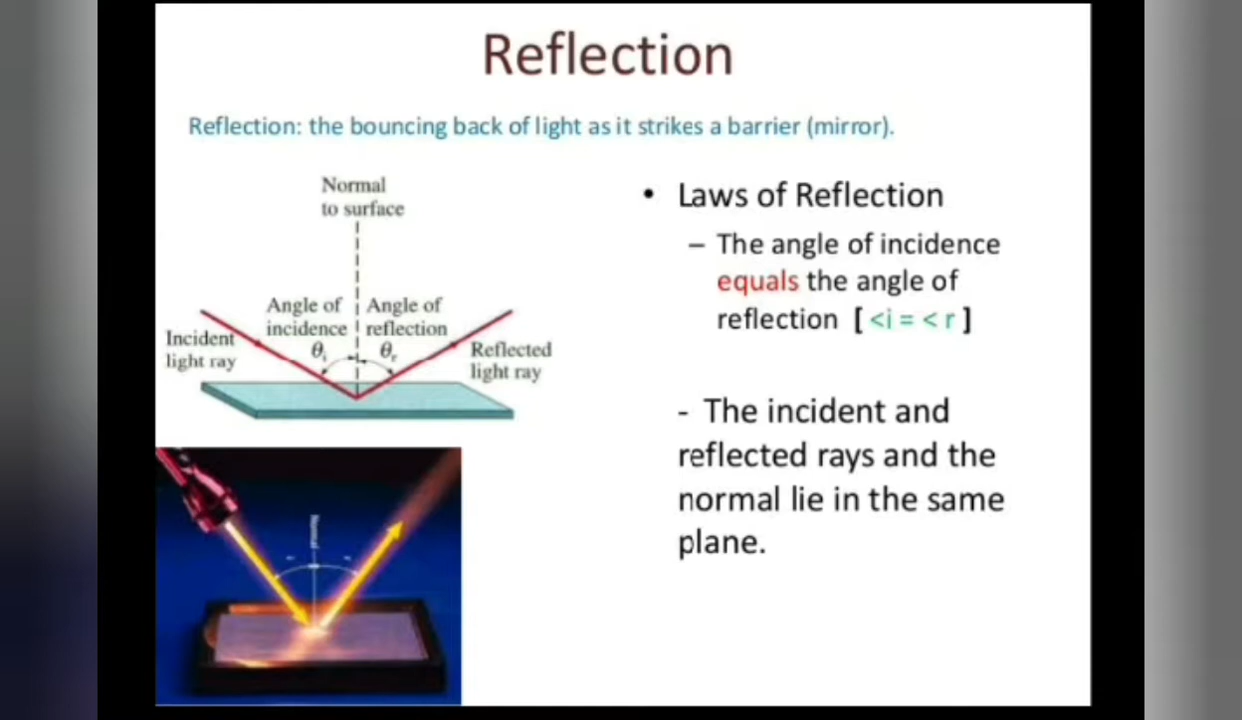 Reflection
Reflection: the bouncing back of light as it strikes a barrier (mirror).
Normal
to surface
Angle of
incidence
θi
Angle of
reflection
θr
Incident
light ray
Reflected
light ray
• Laws of Reflection
– The angle of incidence
equals the angle of
reflection [ <i = < r ]
- The incident and
reflected rays and the
normal lie in the same
plane.
Normal